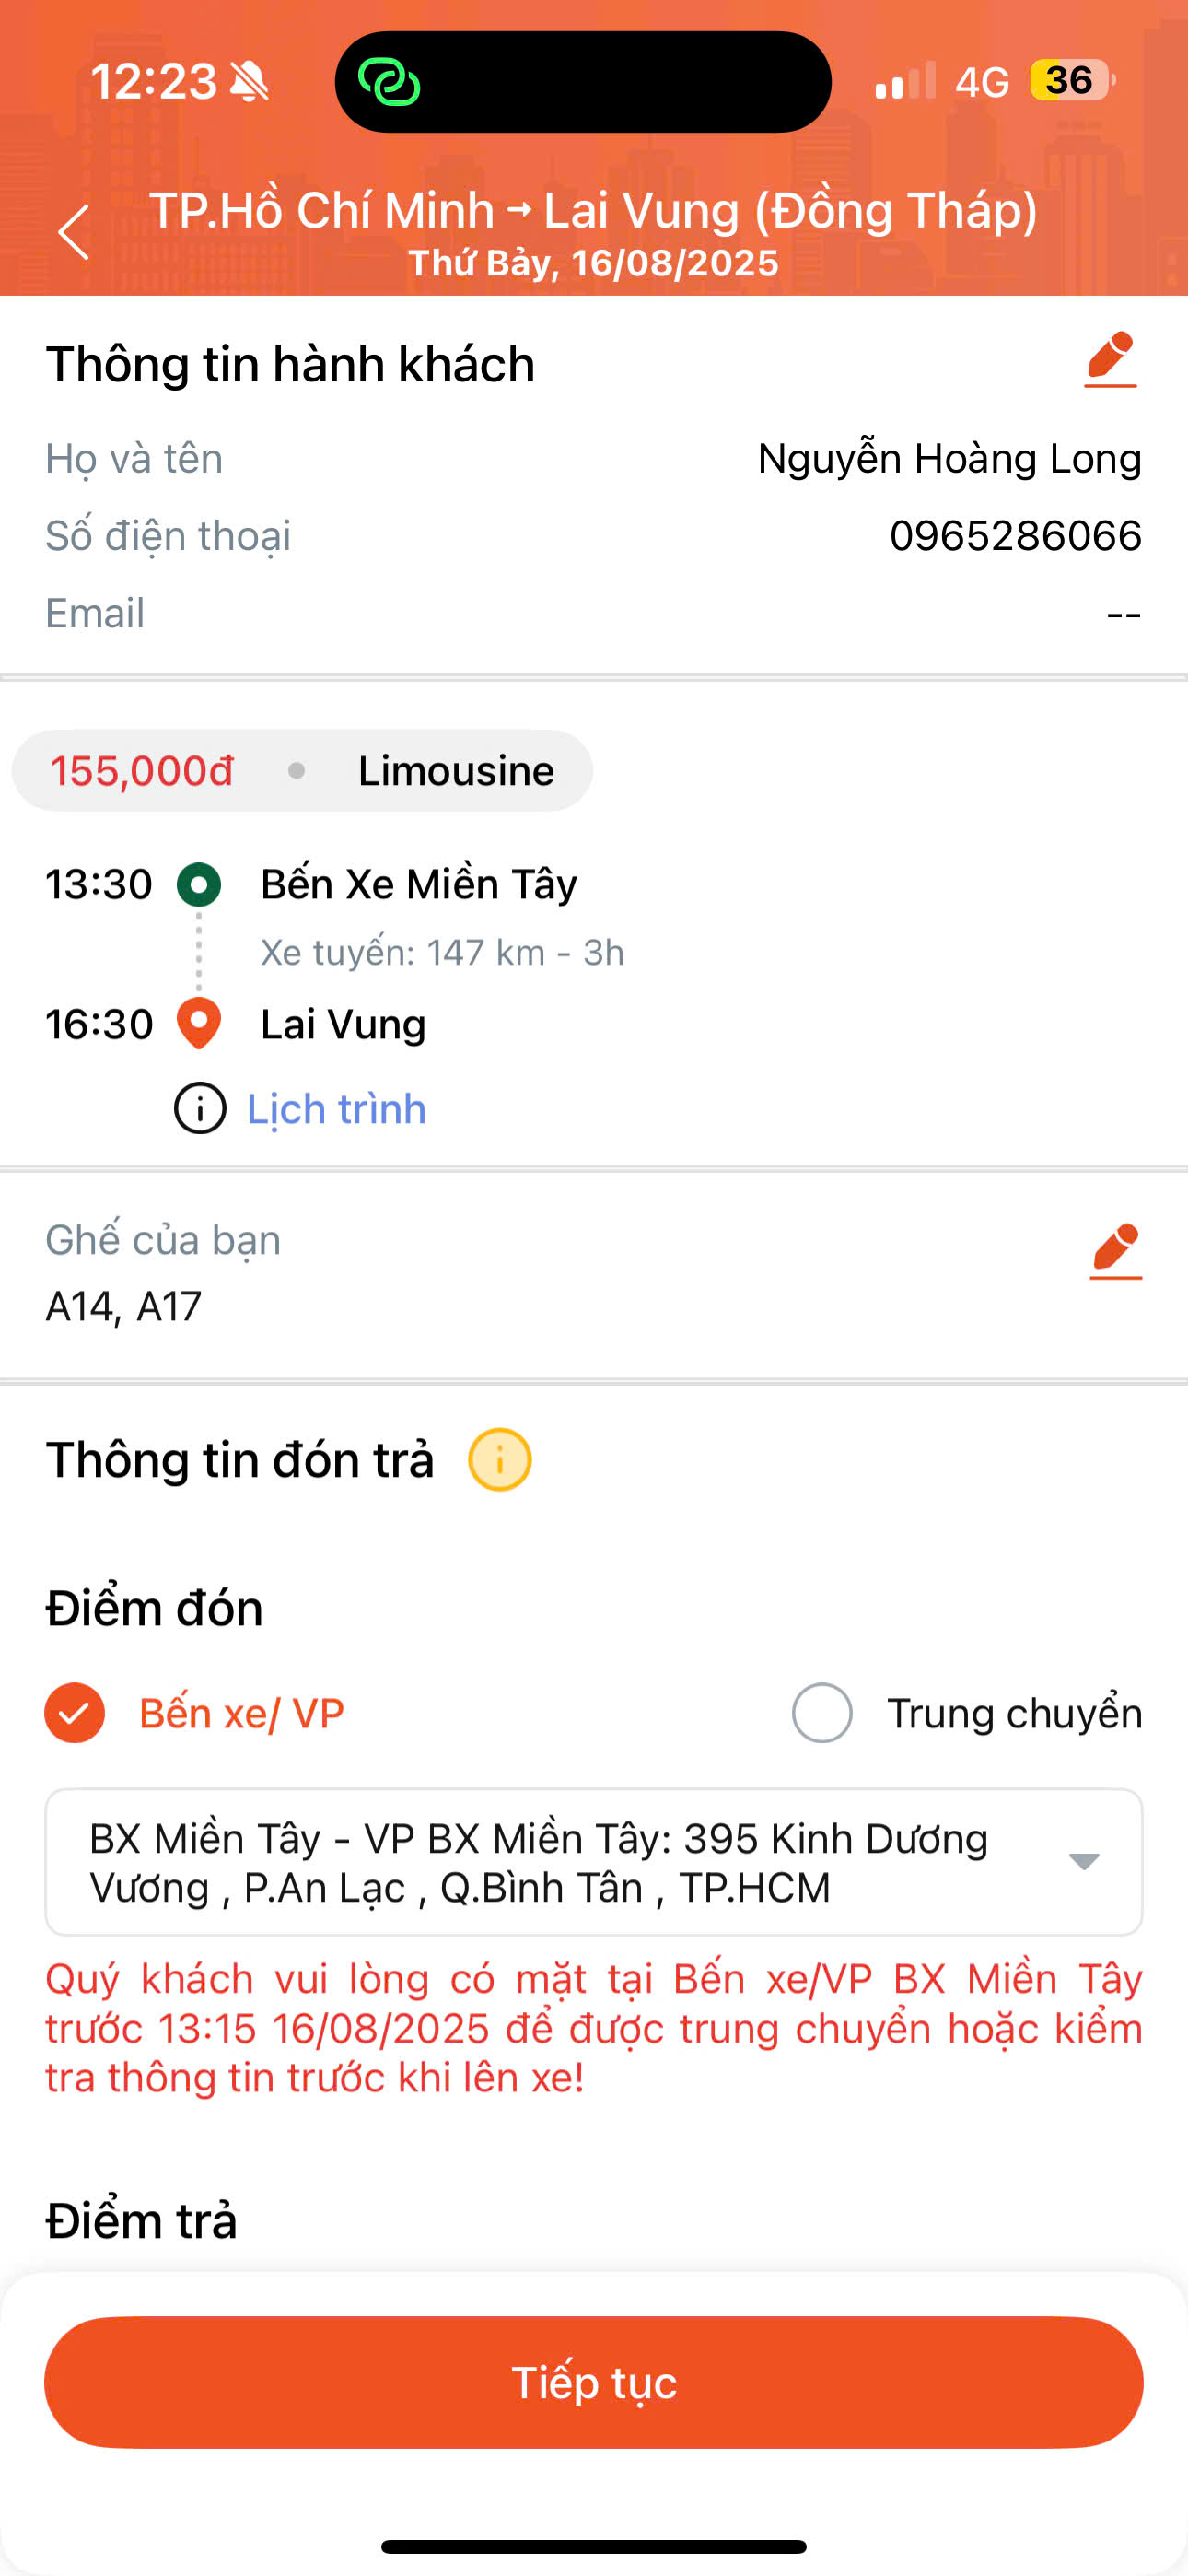 12:23
4G
36
TP.Hồ Chí Minh → Lai Vung (Đồng Tháp)
Thứ Bảy, 16/08/2025
Thông tin hành khách
Họ và tên Nguyễn Hoàng Long
Số điện thoại 0965286066
Email --
155,000đ • Limousine
13:30 Bến Xe Miền Tây
Xe tuyến: 147 km - 3h
16:30 Lai Vung
Lịch trình
Ghế của bạn
A14, A17
Thông tin đón trả
Điểm đón
Bến xe/ VP Trung chuyển
BX Miền Tây - VP BX Miền Tây: 395 Kinh Dương
Vương , P.An Lạc , Q.Bình Tân , TP.HCM
Quý khách vui lòng có mặt tại Bến xe/VP BX Miền Tây
trước 13:15 16/08/2025 để được trung chuyển hoặc kiểm
tra thông tin trước khi lên xe!
Điểm trả
Tiếp tục